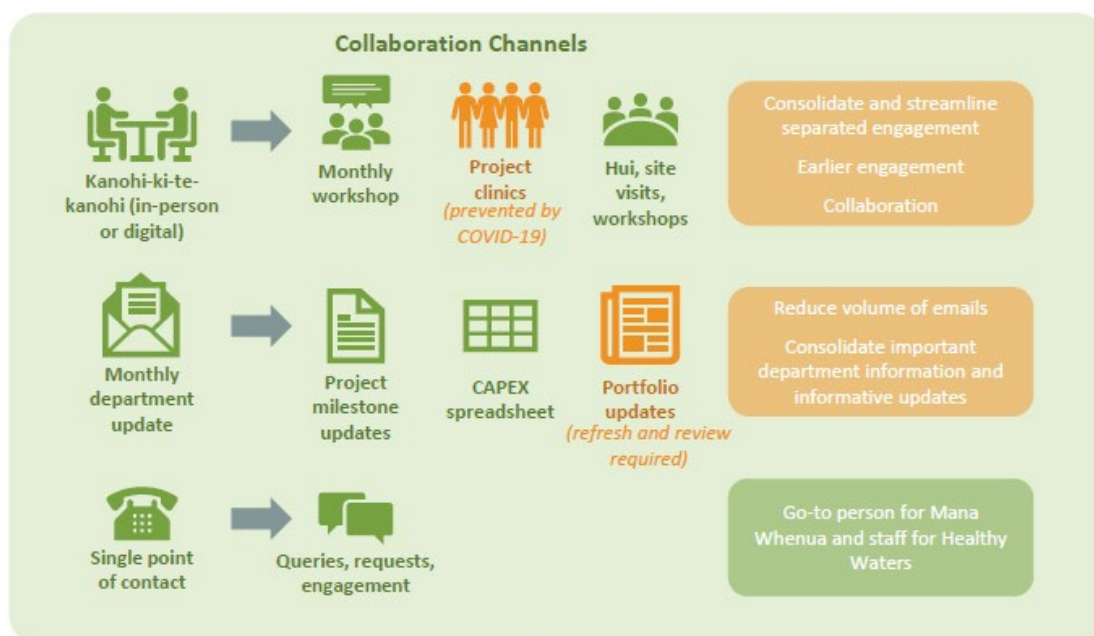 Collaboration Channels
Kanohi-ki-te-
kanohi (in-person
or digital)
Monthly
workshop
Project
clinics
(prevented by
COVID-19)
Hui, site
visits,
workshops
Consolidate and streamline
separated engagement
Earlier engagement
Collaboration
Monthly
department
update
Project
milestone
updates
CAPEX
spreadsheet
Portfolio
updates
(refresh and review
required)
Reduce volume of emails
Consolidate important
department information and
informative updates
Single point
of contact
Queries, requests,
engagement
Go-to person for Mana
Whenua and staff for Healthy
Waters